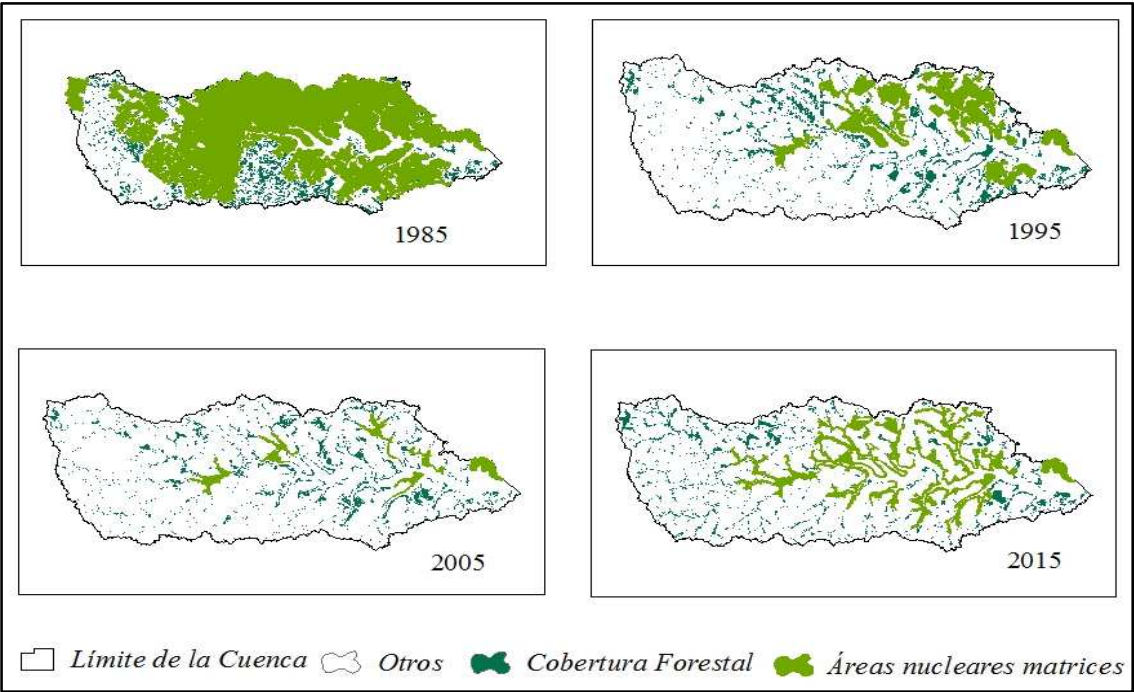 1985
1995
2005
2015
Límite de la Cuenca Otros Cobertura Forestal Áreas nucleares matrices